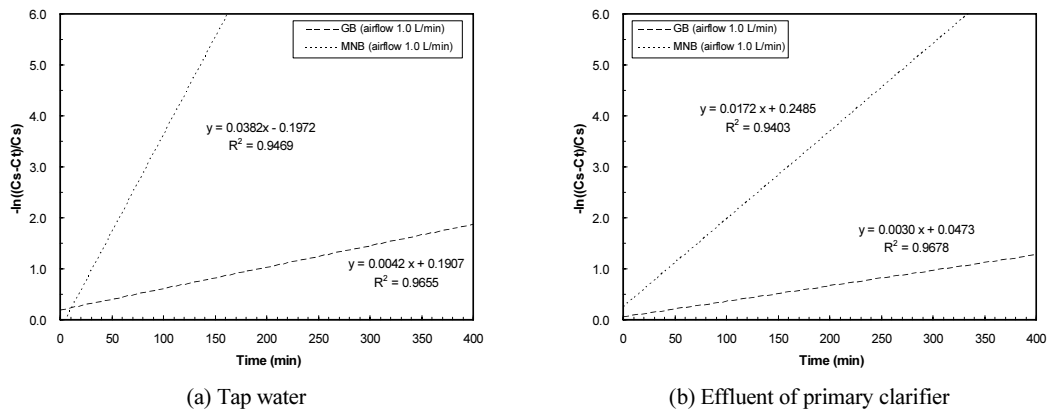 6.0
5.0
4.0
3.0
2.0
1.0
0.0
-ln((Cs-Ct)/Cs)
GB (airflow 1.0 L/min)
MNB (airflow 1.0 L/min)
y = 0.0382x - 0.1972
R² = 0.9469
y = 0.0042 x + 0.1907
R² = 0.9655
0 50 100 150 200 250 300 350 400
Time (min)
(a) Tap water
6.0
5.0
4.0
3.0
2.0
1.0
0.0
-ln((Cs-Ct)/Cs)
GB (airflow 1.0 L/min)
MNB (airflow 1.0 L/min)
y = 0.0172 x + 0.2485
R² = 0.9403
y = 0.0030 x + 0.0473
R² = 0.9678
0 50 100 150 200 250 300 350 400
Time (min)
(b) Effluent of primary clarifier